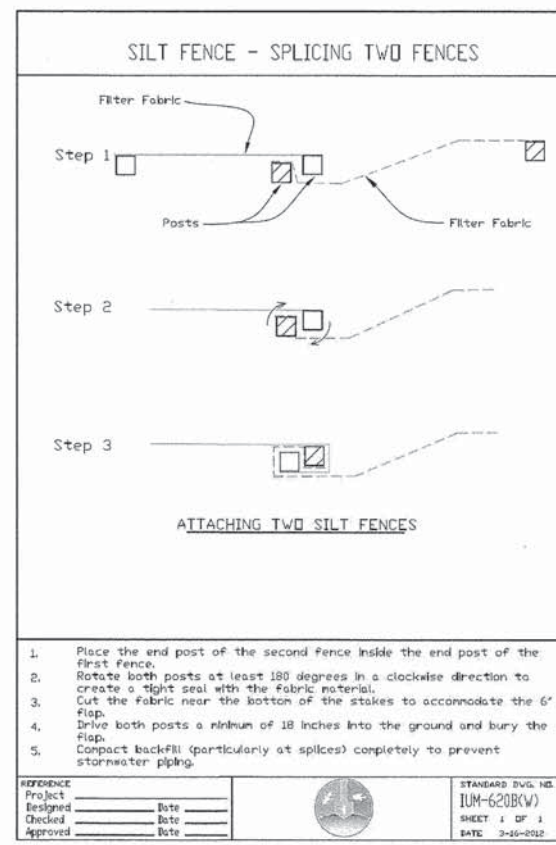 SILT FENCE - SPLICING TWO FENCES
Filter Fabric
Step 1
Posts
Filter Fabric
Step 2
Step 3
ATTACHING TWO SILT FENCES
1. Place the end post of the second fence inside the end post of the
first fence.
2. Rotate both posts at least 180 degrees in a clockwise direction to
create a tight seal with the fabric material.
3. Cut the fabric near the bottom of the stakes to accommodate the 6"
flap.
4. Drive both posts a minimum of 18 inches into the ground and bury the
flap.
5. Compact backfill (particularly at splices) completely to prevent
stormwater piping.
REFERENCE
Project
Designed Date
Checked Date
Approved Date
STANDARD DWG. NO.
IUM-620B(W)
SHEET 1 OF 1
DATE 3-16-2012